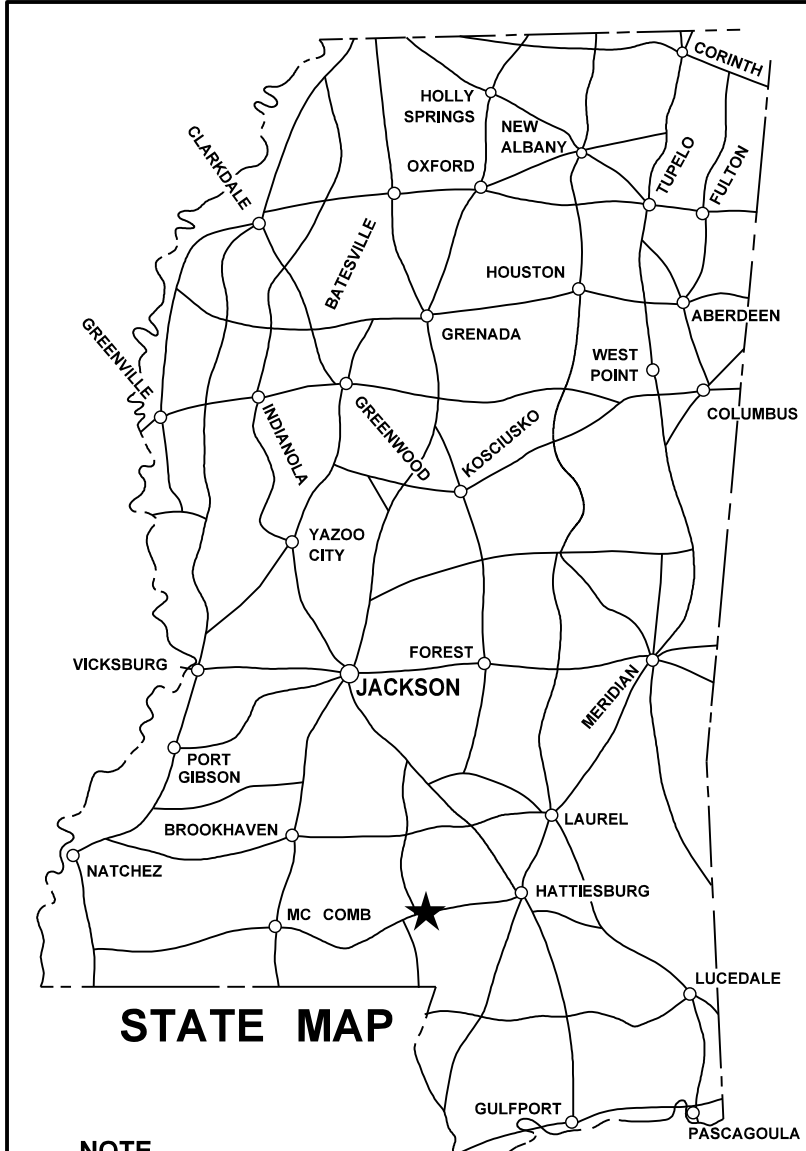 CORINTH
HOLLY
SPRINGS
NEW
ALBANY
CLARKDALE
OXFORD
TUPELO
FULTON
BATESVILLE
HOUSTON
ABERDEEN
GRENADA
GREENVILLE
WEST
POINT
COLUMBUS
INDIANOLA
GREENWOOD
KOSCIUSKO
YAZOO
CITY
VICKSBURG
FOREST
JACKSON
MERIDIAN
PORT
GIBSON
BROOKHAVEN
LAUREL
NATCHEZ
HATTIESBURG
MC COMB
LUCEDALE
STATE MAP
GULFPORT
PASCAGOULA
NOTE